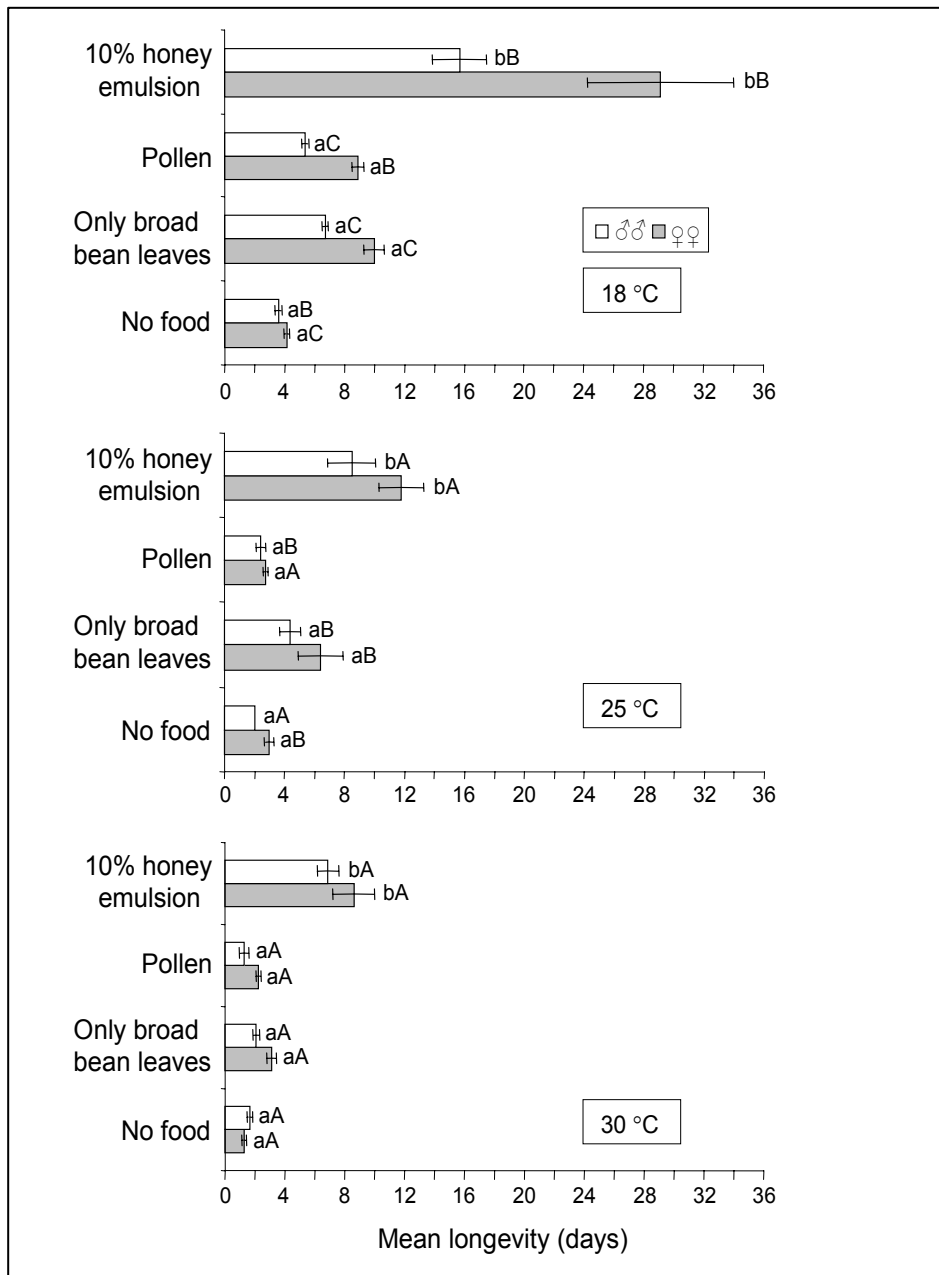 10% honey
emulsion
bB
bB
Pollen
aC
aB
Only broad
bean leaves
aC
aC
♂♂ ♀♀
18 °C
No food
aB
aC
0 4 8 12 16 20 24 28 32 36
10% honey
emulsion
bA
bA
Pollen
aB
aA
Only broad
bean leaves
aB
aB
25 °C
No food
aA
aB
0 4 8 12 16 20 24 28 32 36
10% honey
emulsion
bA
bA
Pollen
aA
aA
Only broad
bean leaves
aA
aA
No food
aA
aA
30 °C
0 4 8 12 16 20 24 28 32 36
Mean longevity (days)